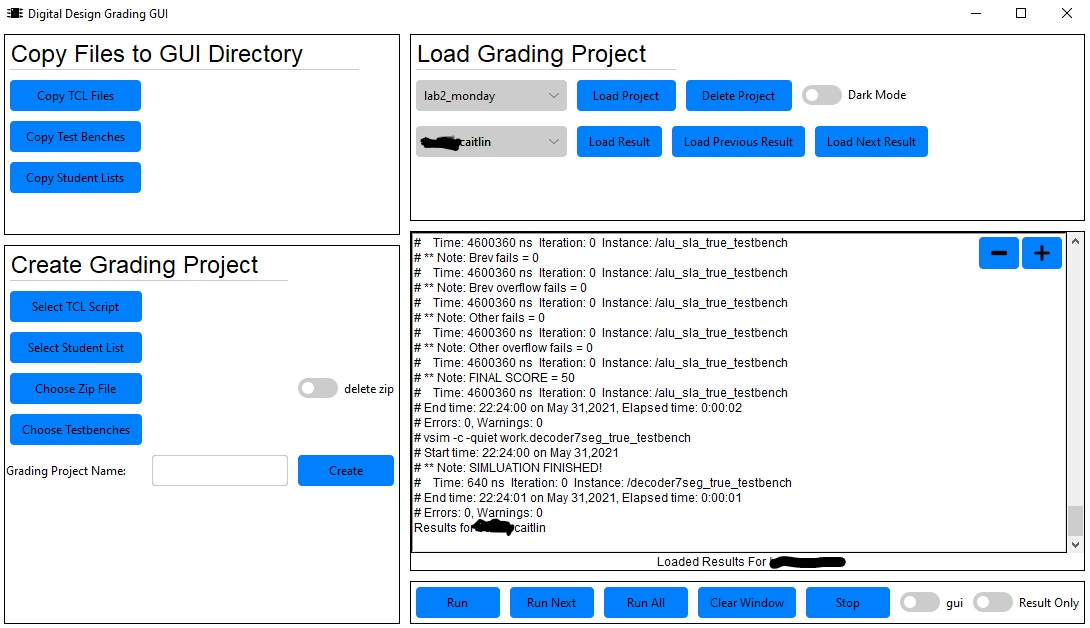 Digital Design Grading GUI
Copy Files to GUI Directory
Copy TCL Files
Copy Test Benches
Copy Student Lists
Create Grading Project
Select TCL Script
Select Student List
Choose Zip File
delete zip
Choose Testbenches
Grading Project Name:
Create
Load Grading Project
lab2_monday
Load Project
Delete Project
Dark Mode
caitlin
Load Result
Load Previous Result
Load Next Result
#    Time: 4600360 ns  Iteration: 0  Instance: /alu_sla_true_testbench
# ** Note: Brev fails = 0
#    Time: 4600360 ns  Iteration: 0  Instance: /alu_sla_true_testbench
# ** Note: Brev overflow fails = 0
#    Time: 4600360 ns  Iteration: 0  Instance: /alu_sla_true_testbench
# ** Note: Other fails = 0
#    Time: 4600360 ns  Iteration: 0  Instance: /alu_sla_true_testbench
# ** Note: Other overflow fails = 0
#    Time: 4600360 ns  Iteration: 0  Instance: /alu_sla_true_testbench
# ** Note: FINAL SCORE = 50
#    Time: 4600360 ns  Iteration: 0  Instance: /alu_sla_true_testbench
# End time: 22:24:00 on May 31,2021, Elapsed time: 0:00:02
# Errors: 0, Warnings: 0
# vsim -c -quiet work.decoder7seg_true_testbench
# Start time: 22:24:00 on May 31,2021
# ** Note: SIMLUATION FINISHED!
#    Time: 640 ns  Iteration: 0  Instance: /decoder7seg_true_testbench
# End time: 22:24:01 on May 31,2021, Elapsed time: 0:00:01
# Errors: 0, Warnings: 0
Results for caitlin
Loaded Results For
Run
Run Next
Run All
Clear Window
Stop
gui
Result Only